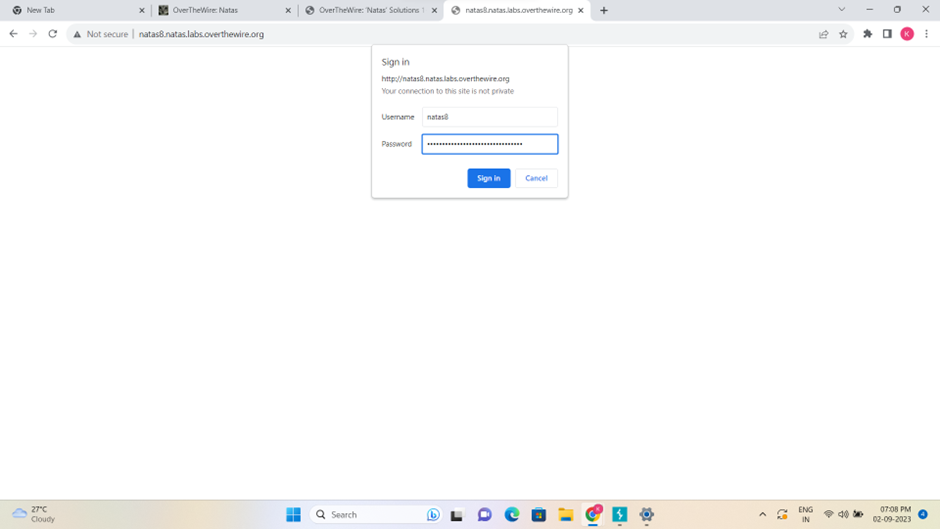 New Tab
OverTheWire: Natas
OverTheWire: 'Natas' Solutions 1
natas8.natas.labs.overthewire.org
Not secure
natas8.natas.labs.overthewire.org
K
Sign in
http://natas8.natas.labs.overthewire.org
Your connection to this site is not private
Username natas8
Password ••••••••••••••••••••••••••••••••
Sign in Cancel
27°C
Cloudy
Search
ENG
IN
07:08 PM
02-09-2023
4